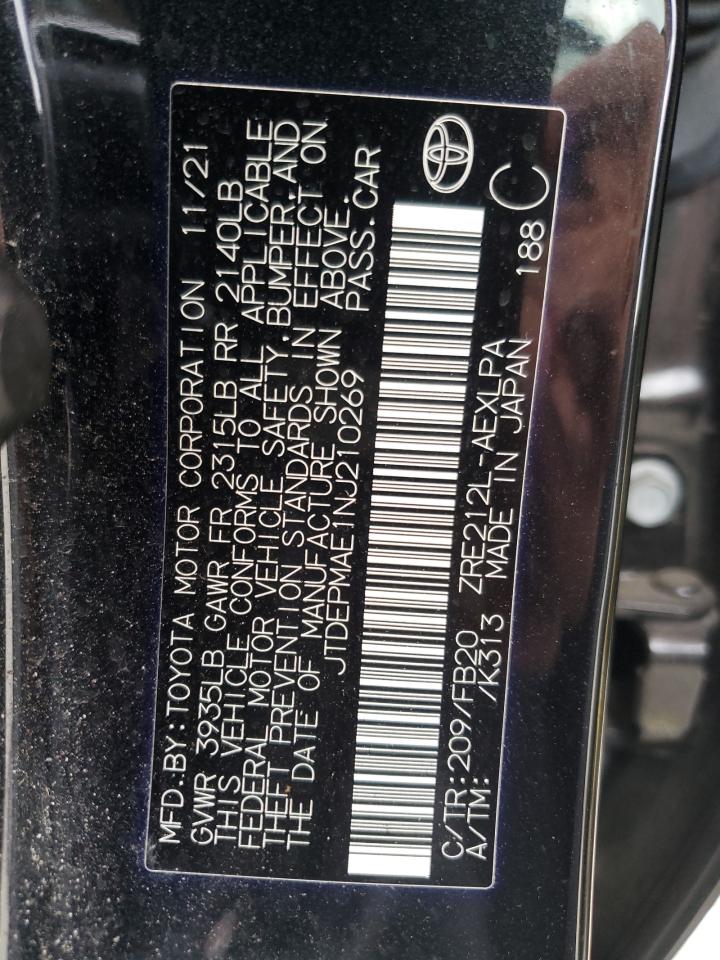 MFD.BY:TOYOTA MOTOR CORPORATION 11/21
GVWR 3935LB GAWR FR 2315LB RR 2140LB
THIS VEHICLE CONFORMS TO ALL APPLICABLE
FEDERAL MOTOR VEHICLE SAFETY,BUMPER,AND
THEFT PREVENTION STANDARDS IN EFFECT ON
THE DATE OF MANUFACTURE SHOWN ABOVE.
JTDEPMAE1NJ210269 PASS.CAR
C/TR:209/FB20 ZRE212L-AEXLPA
A/TM: /K313 MADE IN JAPAN 188 C